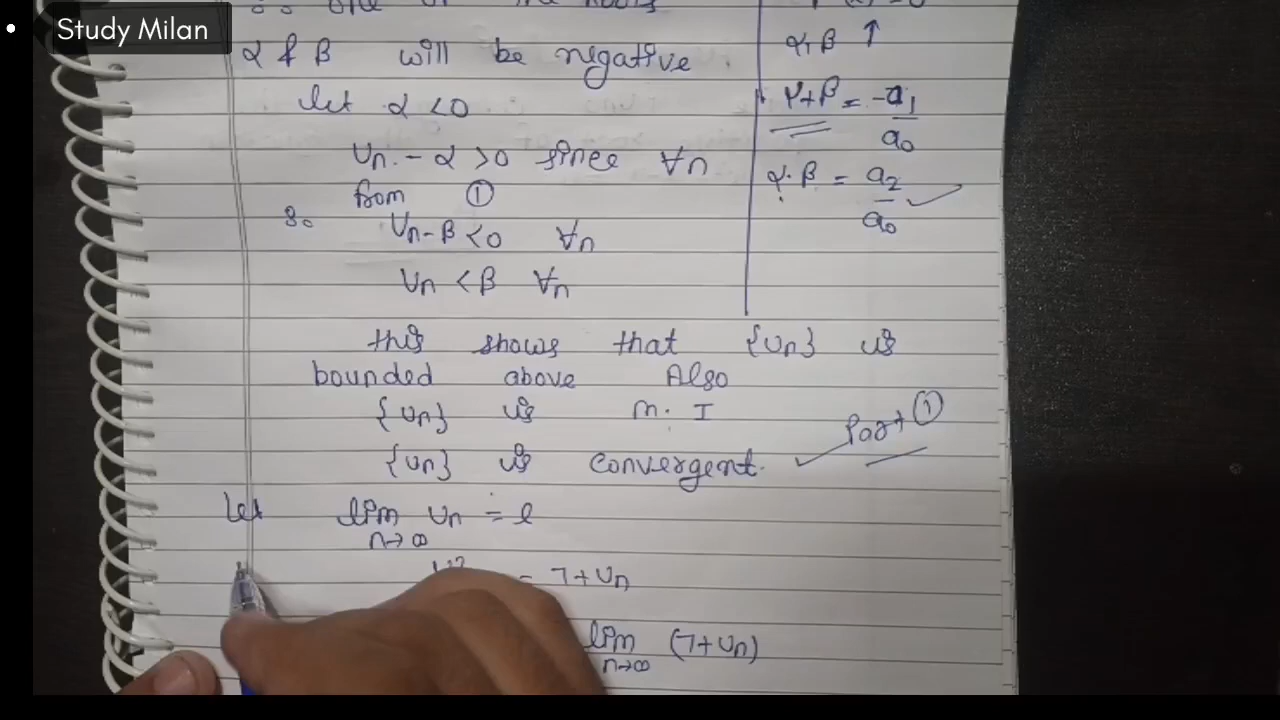 Study Milan
α & β will be negative
let α < 0
Un - α > 0 since ∀n
from ①
So Un - β < 0 ∀n
Un < β ∀n
α, β ↑
γ + β = -a1/a0
α · β = a2/a0
this shows that {Un} is
bounded above Also
{Un} is M. I
{Un} is convergent.
Part ①
let lim Un = l
n→∞
= 7 + Un
lim (7 + Un)
n→∞